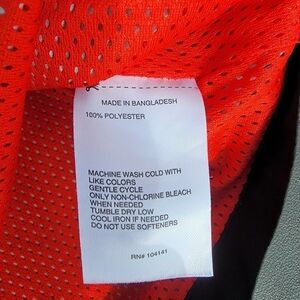 MADE IN BANGLADESH
100% POLYESTER
MACHINE WASH COLD WITH
LIKE COLORS
GENTLE CYCLE
ONLY NON-CHLORINE BLEACH
WHEN NEEDED
TUMBLE DRY LOW
COOL IRON IF NEEDED
DO NOT USE SOFTENERS
RN# 104141